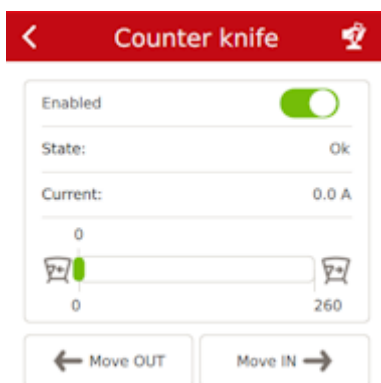 Counter knife
Enabled
State: Ok
Current: 0.0 A
0
0 260
Move OUT Move IN